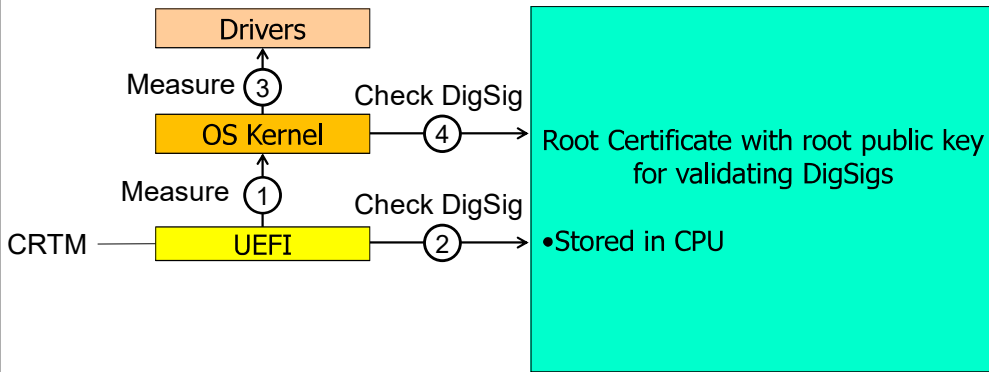 Drivers
Measure 3
Check DigSig
OS Kernel
4
Root Certificate with root public key
for validating DigSigs
Measure 1
Check DigSig
CRTM
UEFI
2
•Stored in CPU